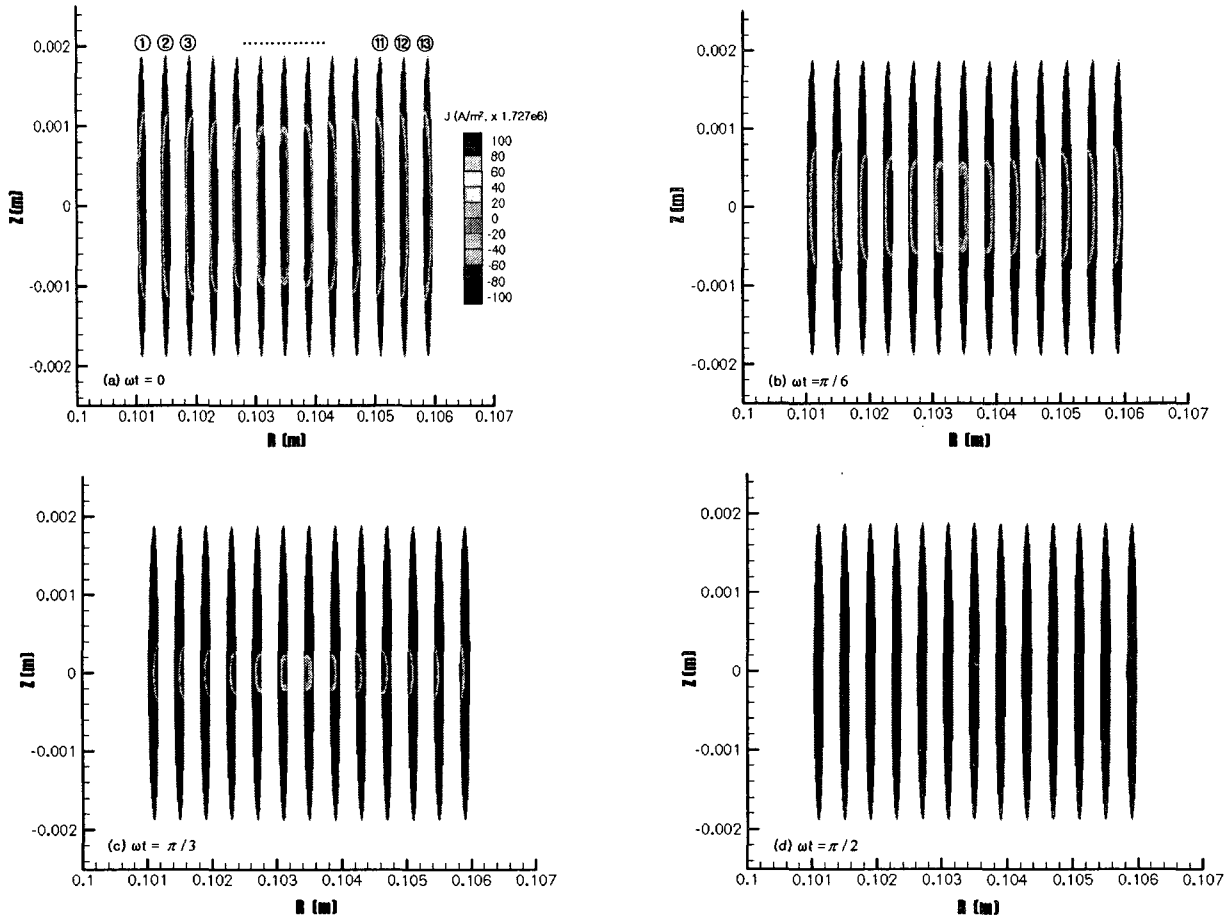 ① ② ③ ⑪ ⑫ ⑬
0.002
0.001
0
-0.001
-0.002
Z (m)
J (A/m², x 1.727e6)
100
80
60
40
20
0
-20
-40
-60
-80
-100
(a) ωt = 0
0.1 0.101 0.102 0.103 0.104 0.105 0.106 0.107
R (m)
0.002
0.001
0
-0.001
-0.002
Z (m)
(b) ωt = π / 6
0.1 0.101 0.102 0.103 0.104 0.105 0.106 0.107
R (m)
0.002
0.001
0
-0.001
-0.002
Z (m)
(c) ωt = π / 3
0.1 0.101 0.102 0.103 0.104 0.105 0.106 0.107
R (m)
0.002
0.001
0
-0.001
-0.002
Z (m)
(d) ωt = π / 2
0.1 0.101 0.102 0.103 0.104 0.105 0.106 0.107
R (m)